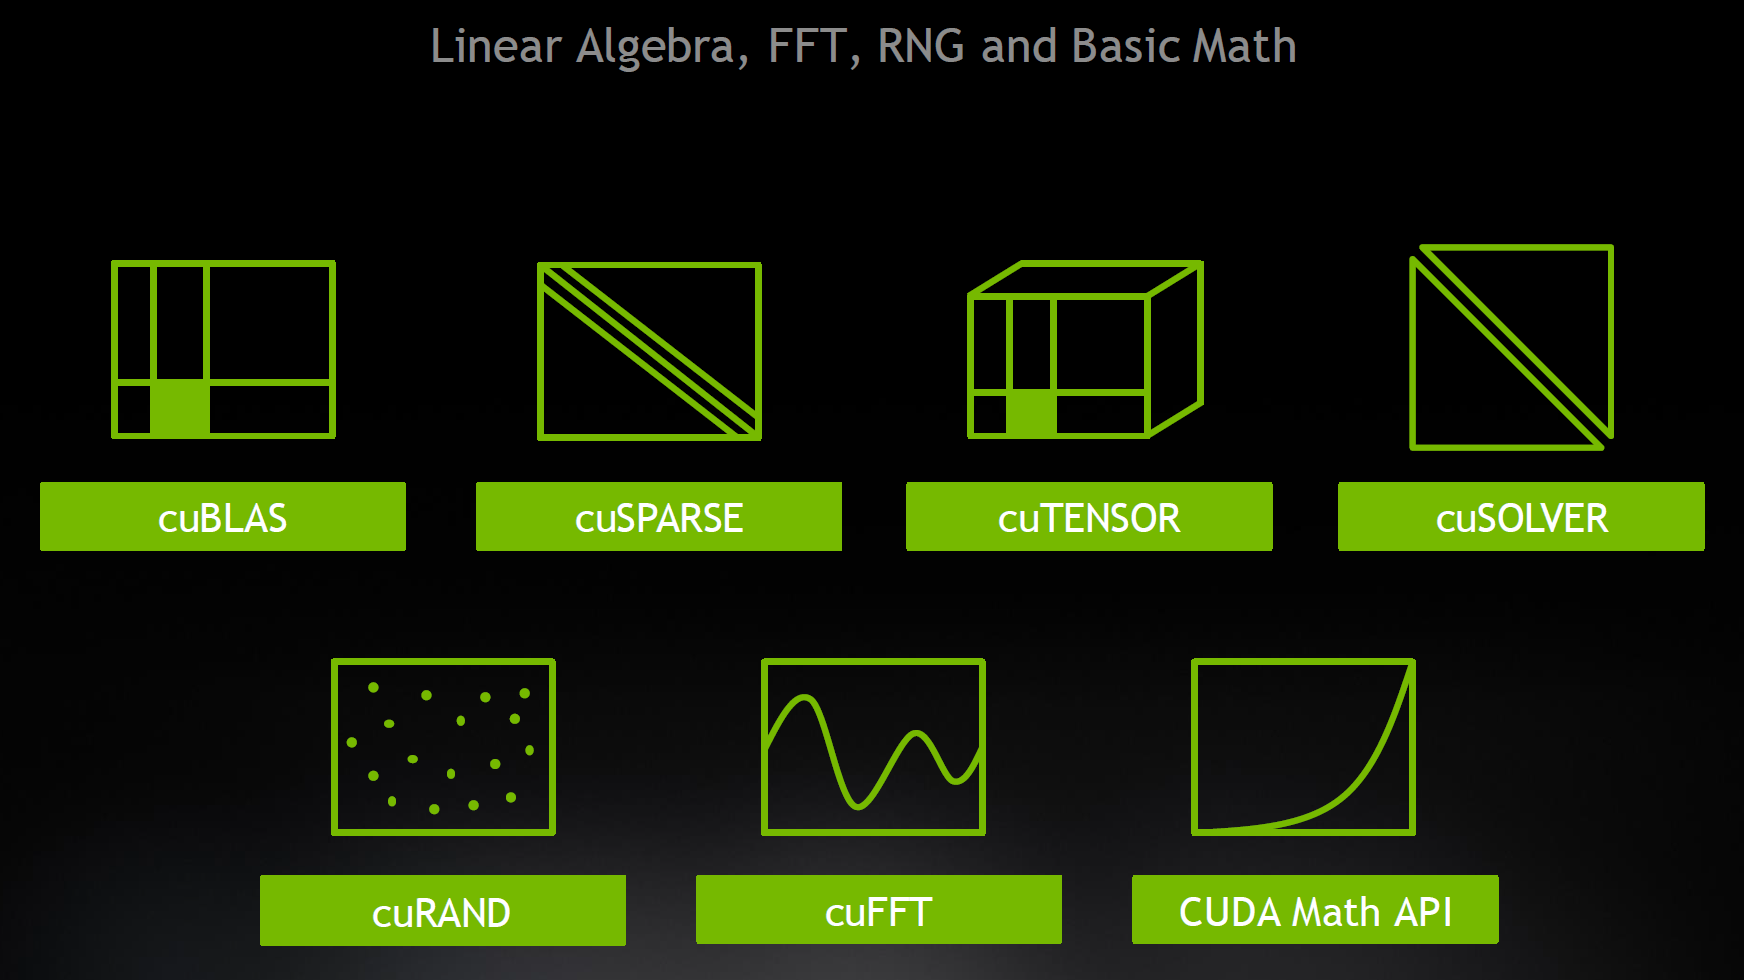 Linear Algebra, FFT, RNG and Basic Math
cuBLAS
cuSPARSE
cuTENSOR
cuSOLVER
cuRAND
cuFFT
CUDA Math API